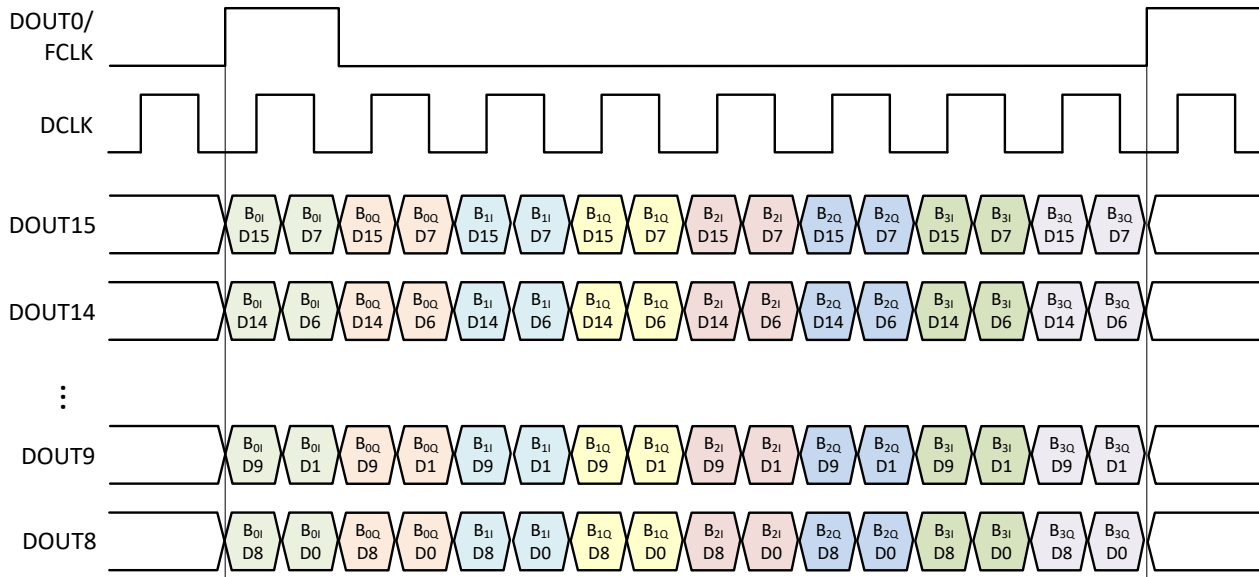 DOUT0/
FCLK
DCLK
DOUT15
B0I B0I B0Q B0Q B1I B1I B1Q B1Q B2I B2I B2Q B2Q B3I B3I B3Q B3Q
D15 D7 D15 D7 D15 D7 D15 D7 D15 D7 D15 D7 D15 D7 D15 D7
DOUT14
B0I B0I B0Q B0Q B1I B1I B1Q B1Q B2I B2I B2Q B2Q B3I B3I B3Q B3Q
D14 D6 D14 D6 D14 D6 D14 D6 D14 D6 D14 D6 D14 D6 D14 D6
⋮
DOUT9
B0I B0I B0Q B0Q B1I B1I B1Q B1Q B2I B2I B2Q B2Q B3I B3I B3Q B3Q
D9 D1 D9 D1 D9 D1 D9 D1 D9 D1 D9 D1 D9 D1 D9 D1
DOUT8
B0I B0I B0Q B0Q B1I B1I B1Q B1Q B2I B2I B2Q B2Q B3I B3I B3Q B3Q
D8 D0 D8 D0 D8 D0 D8 D0 D8 D0 D8 D0 D8 D0 D8 D0